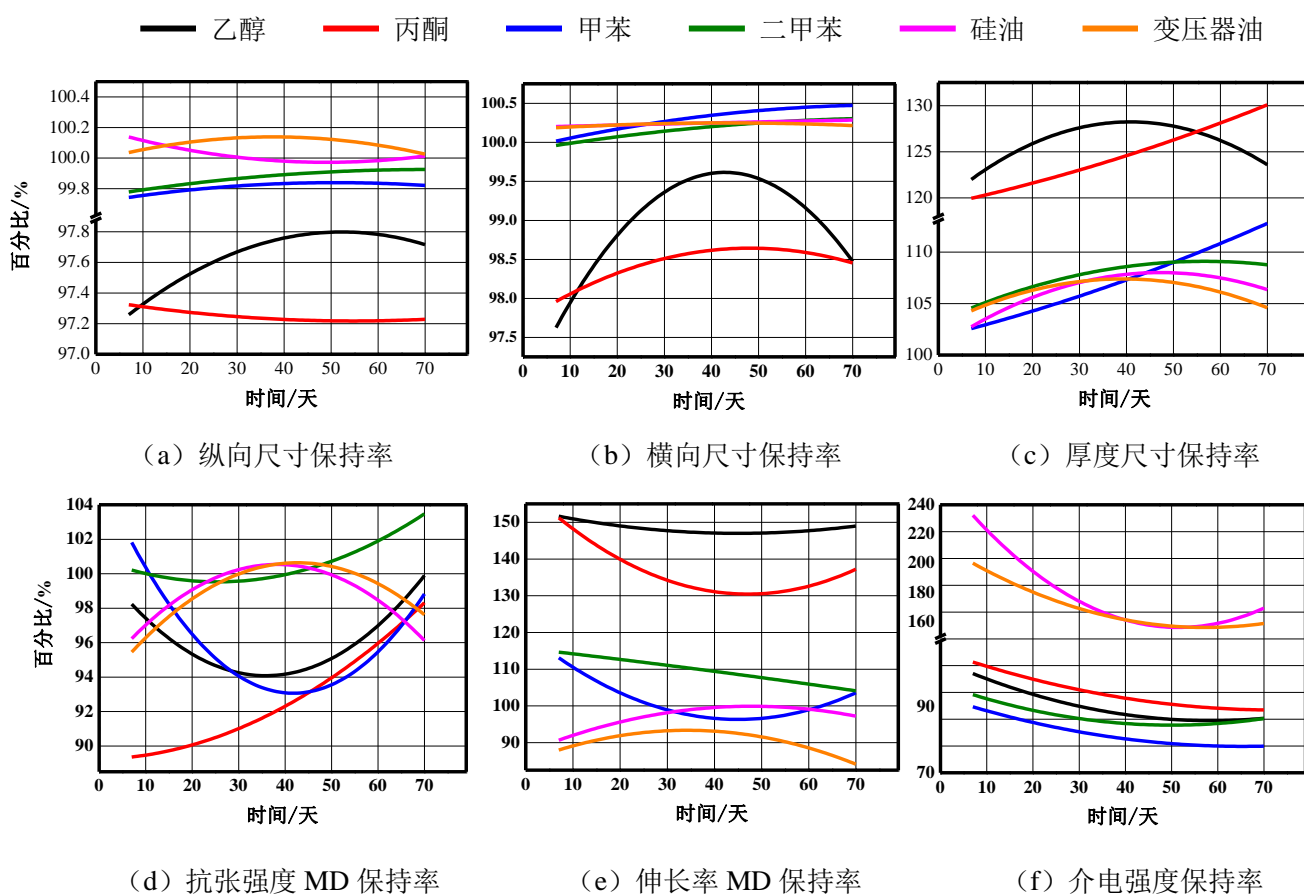 乙醇 丙酮 甲苯 二甲苯 硅油 变压器油
百分比/%
100.4
100.2
100.0
99.8
0
97.8
97.6
97.4
97.2
97.0
0 10 20 30 40 50 60 70
时间/天
(a)纵向尺寸保持率
100.5
100.0
99.5
99.0
98.5
98.0
97.5
0 10 20 30 40 50 60 70
时间/天
(b)横向尺寸保持率
130
125
120
110
105
100
0 10 20 30 40 50 60 70
时间/天
(c)厚度尺寸保持率
百分比/%
104
102
100
98
96
94
92
90
0 10 20 30 40 50 60 70
时间/天
(d)抗张强度 MD 保持率
150
140
130
120
110
100
90
0 10 20 30 40 50 60 70
时间/天
(e)伸长率 MD 保持率
240
220
200
180
160
90
70
0 10 20 30 40 50 60 70
时间/天
(f)介电强度保持率